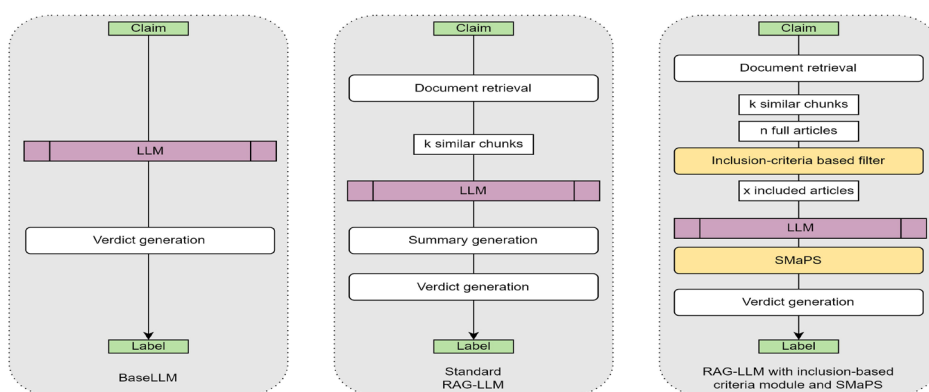 Claim
LLM
Verdict generation
Label
BaseLLM
Claim
Document retrieval
k similar chunks
LLM
Summary generation
Verdict generation
Label
Standard
RAG-LLM
Claim
Document retrieval
k similar chunks
n full articles
Inclusion-criteria based filter
x included articles
LLM
SMaPS
Verdict generation
Label
RAG-LLM with inclusion-based
criteria module and SMaPS